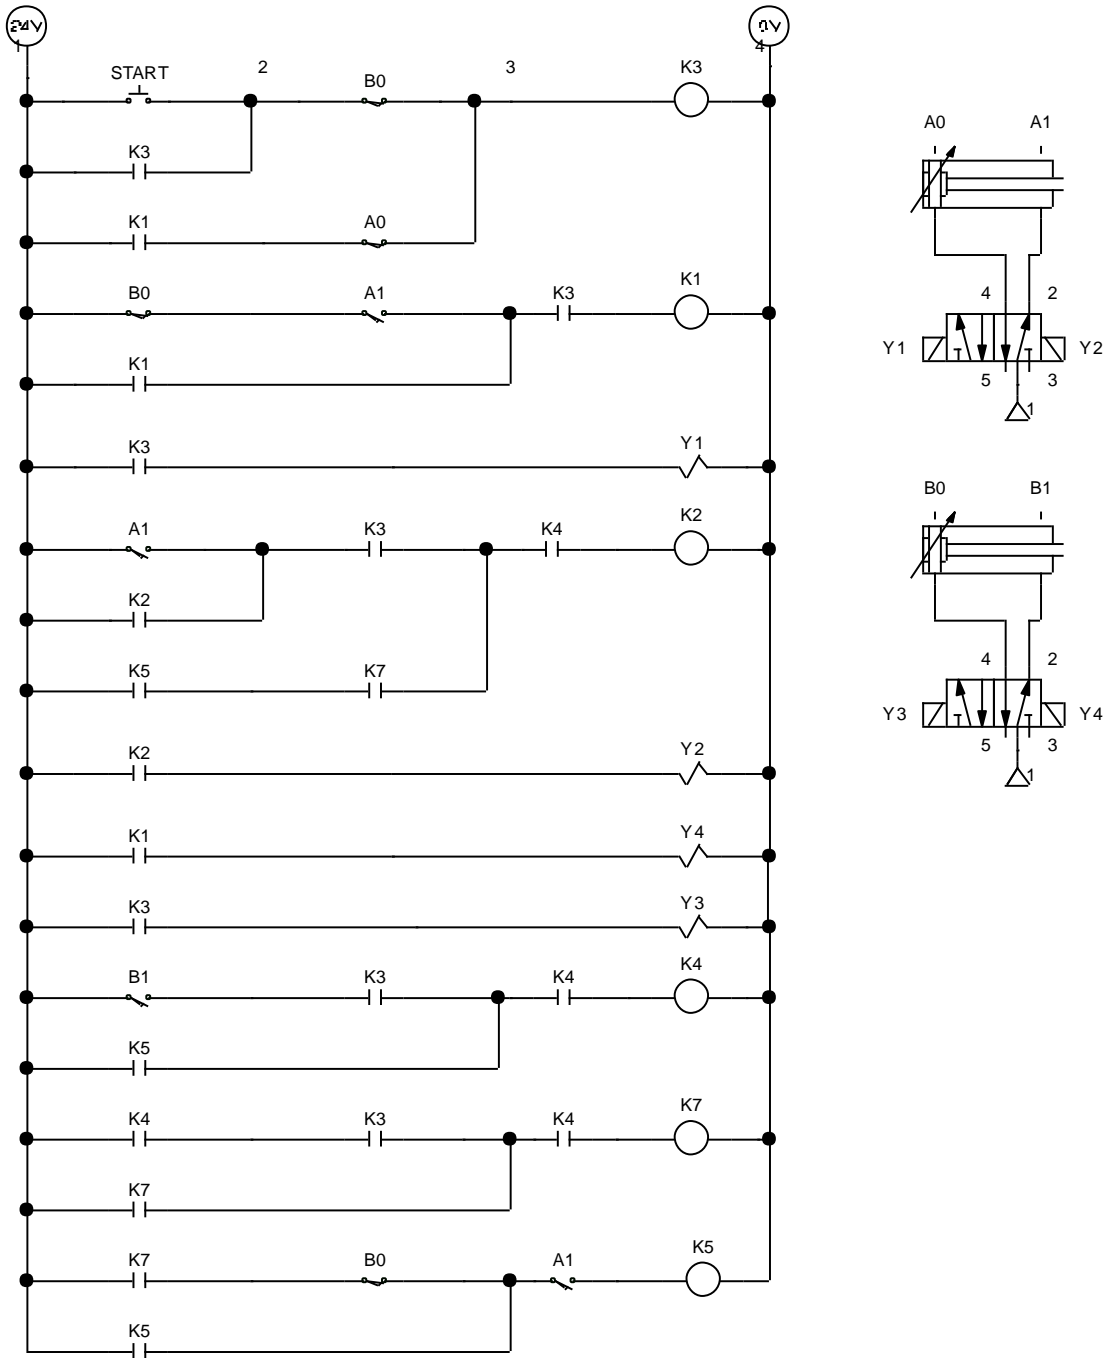 24V 0V
1 4
START 2 B0 3 K3
K3
K1 A0
B0 A1 K3 K1
K1
K3 Y1
A1 K3 K4 K2
K2
K5 K7
K2 Y2
K1 Y4
K3 Y3
B1 K3 K4 K4
K5
K4 K3 K4 K7
K7
K7 B0 A1 K5
K5
A0 A1
4 2
Y1 Y2
5 3
1
B0 B1
4 2
Y3 Y4
5 3
1